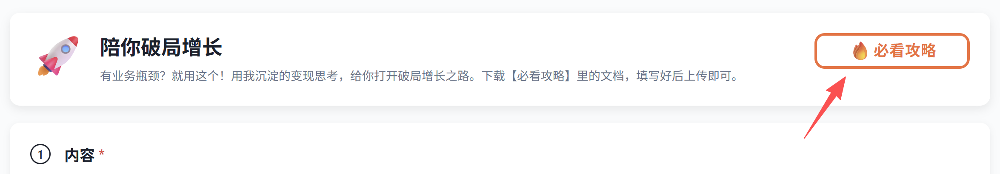 陪你破局增长
🔥 必看攻略
有业务瓶颈？就用这个！用我沉淀的变现思考，给你打开破局增长之路。下载【必看攻略】里的文档，填写好后上传即可。
1 内容 *